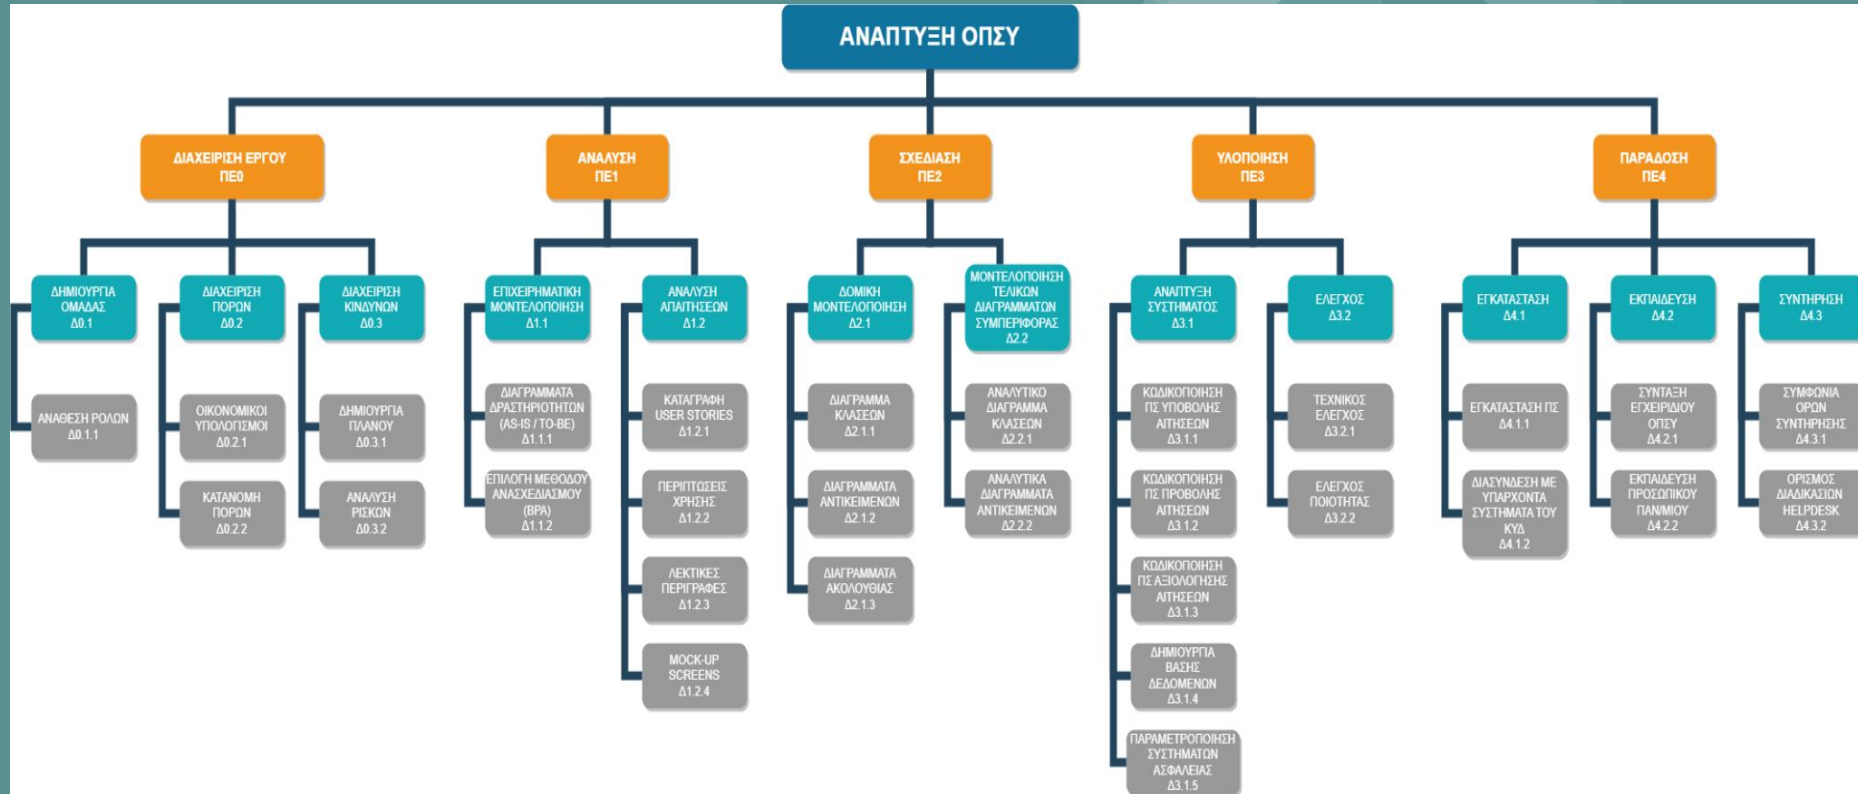 ΑΝΑΠΤΥΞΗ ΟΠΣΥ
ΔΙΑΧΕΙΡΙΣΗ ΕΡΓΟΥ
ΠΕ0
ΑΝΑΛΥΣΗ
ΠΕ1
ΣΧΕΔΙΑΣΗ
ΠΕ2
ΥΛΟΠΟΙΗΣΗ
ΠΕ3
ΠΑΡΑΔΟΣΗ
ΠΕ4
ΔΗΜΙΟΥΡΓΙΑ
ΟΜΑΔΑΣ
Δ0.1
ΔΙΑΧΕΙΡΙΣΗ
ΠΟΡΩΝ
Δ0.2
ΔΙΑΧΕΙΡΙΣΗ
ΚΙΝΔΥΝΩΝ
Δ0.3
ΕΠΙΧΕΙΡΗΜΑΤΙΚΗ
ΜΟΝΤΕΛΟΠΟΙΗΣΗ
Δ1.1
ΑΝΑΛΥΣΗ
ΑΠΑΙΤΗΣΕΩΝ
Δ1.2
ΔΟΜΙΚΗ
ΜΟΝΤΕΛΟΠΟΙΗΣΗ
Δ2.1
ΜΟΝΤΕΛΟΠΟΙΗΣΗ
ΤΕΛΙΚΩΝ
ΔΙΑΓΡΑΜΜΑΤΩΝ
ΣΥΜΠΕΡΙΦΟΡΑΣ
Δ2.2
ΑΝΑΠΤΥΞΗ
ΣΥΣΤΗΜΑΤΟΣ
Δ3.1
ΕΛΕΓΧΟΣ
Δ3.2
ΕΓΚΑΤΑΣΤΑΣΗ
Δ4.1
ΕΚΠΑΙΔΕΥΣΗ
Δ4.2
ΣΥΝΤΗΡΗΣΗ
Δ4.3
ΑΝΑΘΕΣΗ ΡΟΛΩΝ
Δ0.1.1
ΟΙΚΟΝΟΜΙΚΟΙ
ΥΠΟΛΟΓΙΣΜΟΙ
Δ0.2.1
ΔΗΜΙΟΥΡΓΙΑ
ΠΛΑΝΟΥ
Δ0.3.1
ΔΙΑΓΡΑΜΜΑΤΑ
ΔΡΑΣΤΗΡΙΟΤΗΤΩΝ
(AS-IS / TO-BE)
Δ1.1.1
ΚΑΤΑΓΡΑΦΗ
USER STORIES
Δ1.2.1
ΔΙΑΓΡΑΜΜΑ
ΚΛΑΣΕΩΝ
Δ2.1.1
ΑΝΑΛΥΤΙΚΟ
ΔΙΑΓΡΑΜΜΑ
ΚΛΑΣΕΩΝ
Δ2.2.1
ΚΩΔΙΚΟΠΟΙΗΣΗ
ΠΣ ΥΠΟΒΟΛΗΣ
ΑΙΤΗΣΕΩΝ
Δ3.1.1
ΤΕΧΝΙΚΟΣ
ΕΛΕΓΧΟΣ
Δ3.2.1
ΕΓΚΑΤΑΣΤΑΣΗ ΠΣ
Δ4.1.1
ΣΥΝΤΑΞΗ
ΕΓΧΕΙΡΙΔΙΟΥ
ΟΠΣΥ
Δ4.2.1
ΣΥΜΦΩΝΙΑ
ΟΡΩΝ
ΣΥΝΤΗΡΗΣΗΣ
Δ4.3.1
ΚΑΤΑΝΟΜΗ
ΠΟΡΩΝ
Δ0.2.2
ΑΝΑΛΥΣΗ
ΡΙΣΚΩΝ
Δ0.3.2
ΕΠΙΛΟΓΗ ΜΕΘΟΔΟΥ
ΑΝΑΣΧΕΔΙΑΣΜΟΥ
(BPA)
Δ1.1.2
ΠΕΡΙΠΤΩΣΕΙΣ
ΧΡΗΣΗΣ
Δ1.2.2
ΔΙΑΓΡΑΜΜΑΤΑ
ΑΝΤΙΚΕΙΜΕΝΩΝ
Δ2.1.2
ΑΝΑΛΥΤΙΚΑ
ΔΙΑΓΡΑΜΜΑΤΑ
ΑΝΤΙΚΕΙΜΕΝΩΝ
Δ2.2.2
ΚΩΔΙΚΟΠΟΙΗΣΗ
ΠΣ ΠΡΟΒΟΛΗΣ
ΑΙΤΗΣΕΩΝ
Δ3.1.2
ΕΛΕΓΧΟΣ
ΠΟΙΟΤΗΤΑΣ
Δ3.2.2
ΔΙΑΣΥΝΔΕΣΗ ΜΕ
ΥΠΑΡΧΟΝΤΑ
ΣΥΣΤΗΜΑΤΑ ΤΟΥ
ΚΥΔ
Δ4.1.2
ΕΚΠΑΙΔΕΥΣΗ
ΠΡΟΣΩΠΙΚΟΥ
ΠΑΝ/ΜΙΟΥ
Δ4.2.2
ΟΡΙΣΜΟΣ
ΔΙΑΔΙΚΑΣΙΩΝ
HELPDESK
Δ4.3.2
ΛΕΚΤΙΚΕΣ
ΠΕΡΙΓΡΑΦΕΣ
Δ1.2.3
ΔΙΑΓΡΑΜΜΑΤΑ
ΑΚΟΛΟΥΘΙΑΣ
Δ2.1.3
ΚΩΔΙΚΟΠΟΙΗΣΗ
ΠΣ ΑΞΙΟΛΟΓΗΣΗΣ
ΑΙΤΗΣΕΩΝ
Δ3.1.3
MOCK-UP
SCREENS
Δ1.2.4
ΔΗΜΙΟΥΡΓΙΑ
ΒΑΣΗΣ
ΔΕΔΟΜΕΝΩΝ
Δ3.1.4
ΠΑΡΑΜΕΤΡΟΠΟΙΗΣΗ
ΣΥΣΤΗΜΑΤΩΝ
ΑΣΦΑΛΕΙΑΣ
Δ3.1.5